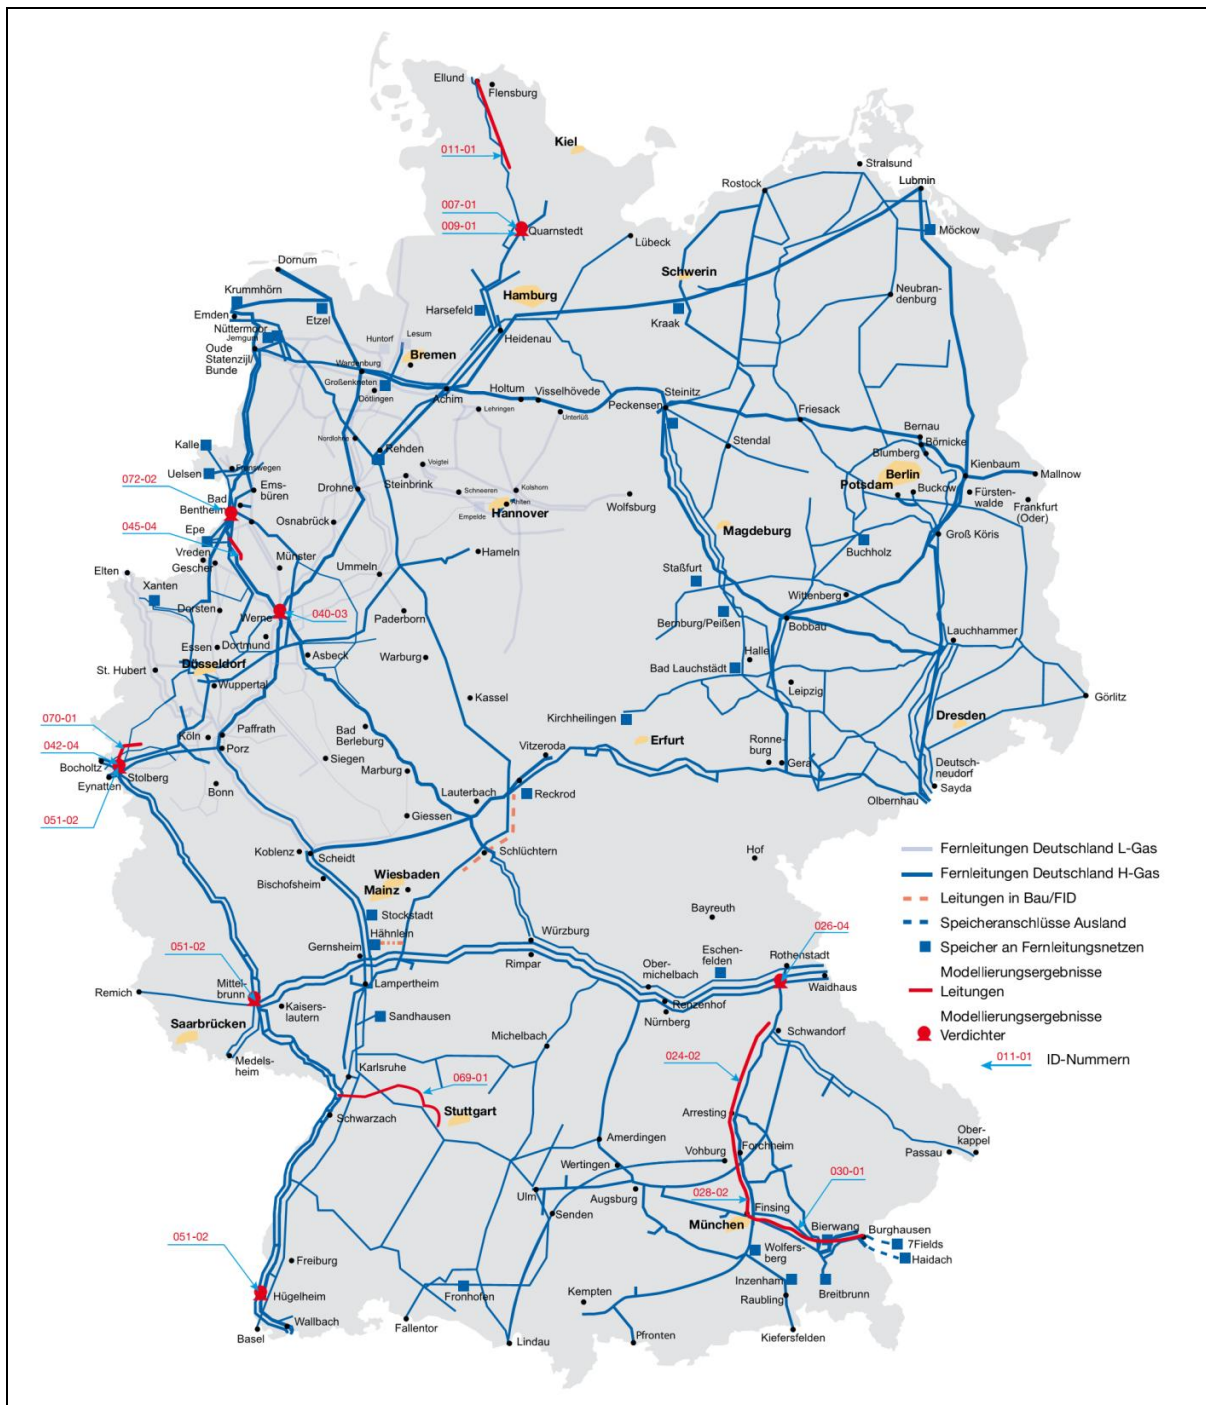 Ellund
Flensburg
Kiel
011-01
Stralsund
Rostock
Lubmin
007-01
009-01
Quarnstedt
Lübeck
Möckow
Dornum
Schwerin
Krummhörn
Hamburg
Neubran-
denburg
Emden
Etzel
Harsefeld
Kraak
Nüttermoor
Jemgum
Huntorf
Lesum
Heidenau
Oude
Statenzijl/
Bunde
Bremen
Wardenburg
Großenkneten
Dötlingen
Achim
Holtum
Visselhövede
Steinitz
Peckensen
Lehringen
Unterlüß
Friesack
Bernau
Börnicke
Blumberg
Kalle
Nordlohne
Rehden
Stendal
Uelsen
Frenswegen
Voigtei
Steinbrink
Kienbaum
Mallnow
Berlin
Potsdam
Buckow
Fürsten-
walde
Frankfurt
(Oder)
072-02
Ems-
büren
Drohne
Schneeren
Kolshorn
Ahlten
Wolfsburg
Bad
Bentheim
Hannover
Empelde
045-04
Osnabrück
Magdeburg
Groß Köris
Epe
Vreden
Gescher
Münster
Hameln
Buchholz
Elten
Ummeln
Staßfurt
Xanten
Wittenberg
Dorsten
Werne
040-03
Paderborn
Bernburg/Peißen
Bobbau
Lauchhammer
Essen
Dortmund
Asbeck
Warburg
Halle
Düsseldorf
St. Hubert
Bad Lauchstädt
Wuppertal
Leipzig
Görlitz
Kassel
070-01
Kirchheilingen
Dresden
Köln
Paffrath
Bad
Berleburg
Erfurt
042-04
Porz
Siegen
Vitzeroda
Ronne-
burg
Gera
Bocholtz
Stolberg
Eynatten
Marburg
Deutsch-
neudorf
Sayda
Bonn
Lauterbach
Reckrod
Olbernhau
051-02
Giessen
Koblenz
Scheidt
Schlüchtern
Hof
Bischofsheim
Wiesbaden
Mainz
Fernleitungen Deutschland L-Gas
Fernleitungen Deutschland H-Gas
Leitungen in Bau/FID
Speicheranschlüsse Ausland
Speicher an Fernleitungsnetzen
Modellierungsergebnisse
Leitungen
Modellierungsergebnisse
Verdichter
011-01
ID-Nummern
Stockstadt
Bayreuth
Hähnlein
Würzburg
026-04
051-02
Gernsheim
Rimpar
Eschen-
felden
Rothenstadt
Ober-
michelbach
Waidhaus
Mittel-
brunn
Remich
Lampertheim
Kaisers-
lautern
Renzenhof
Nürnberg
Saarbrücken
Sandhausen
Schwandorf
Michelbach
Medels-
heim
024-02
Karlsruhe
069-01
Stuttgart
Schwarzach
Arresting
Ober-
kappel
Amerdingen
Passau
Vohburg
Forchheim
Wertingen
030-01
Ulm
Augsburg
028-02
Finsing
Senden
München
Bierwang
Burghausen
051-02
7Fields
Wolfers-
berg
Haidach
Freiburg
Inzenham
Hügelheim
Fronhofen
Kempten
Raubling
Breitbrunn
Wallbach
Basel
Fallentor
Lindau
Pfronten
Kiefersfelden